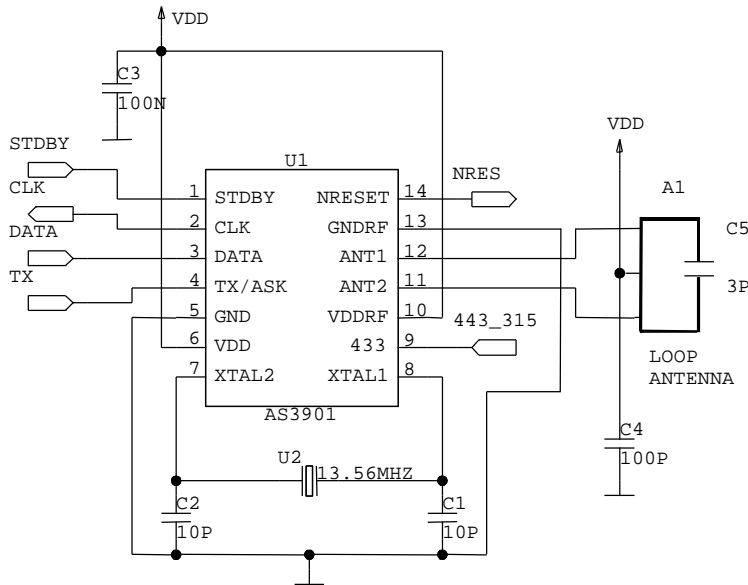 VDD
C3
100N
STDBY
CLK
DATA
TX
U1
1 STDBY NRESET 14
2 CLK GNDRF 13
3 DATA ANT1 12
4 TX/ASK ANT2 11
5 GND VDDRF 10
6 VDD 433 9
7 XTAL2 XTAL1 8
AS3901
NRES
443_315
VDD
A1
C5
3P
LOOP
ANTENNA
C4
100P
U2
13.56MHZ
C2
10P
C1
10P